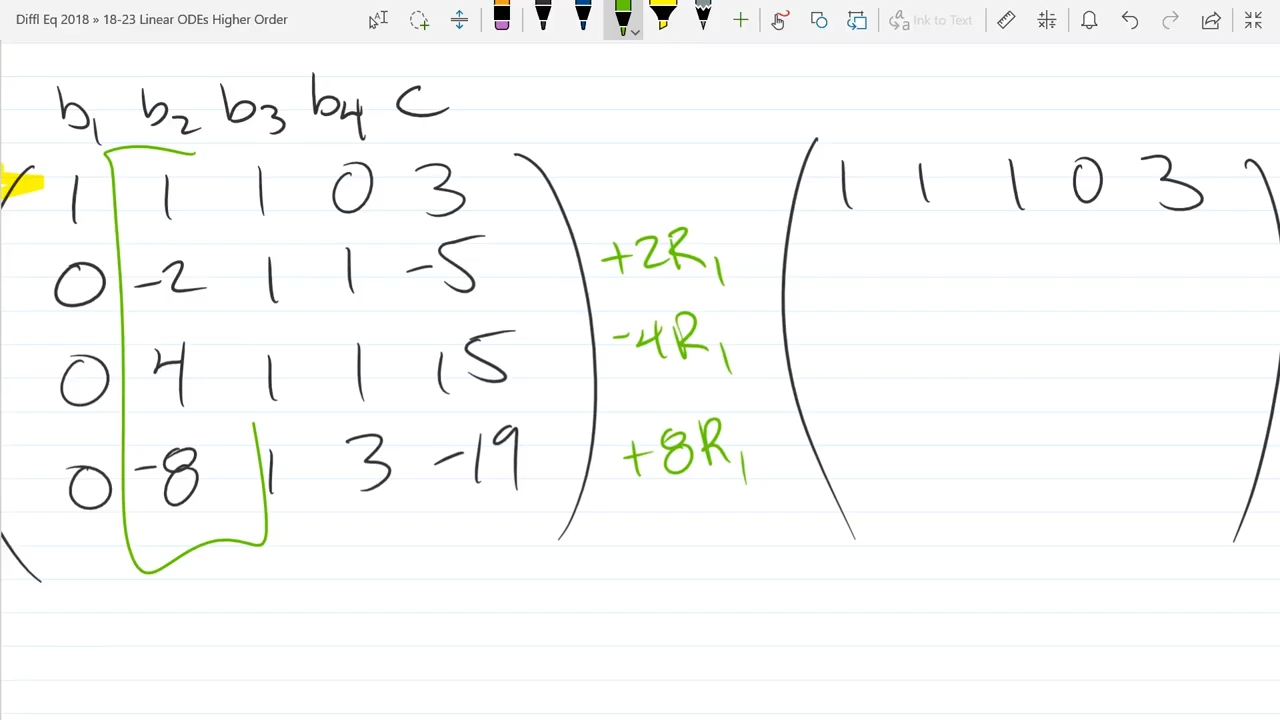 Diffl Eq 2018 » 18-23 Linear ODEs Higher Order
Ink to Text
b1 b2 b3 b4 c
1 1 1 0 3
0 -2 1 1 -5 +2R1
0 4 1 1 15 -4R1
0 -8 1 3 -19 +8R1
1 1 1 0 3